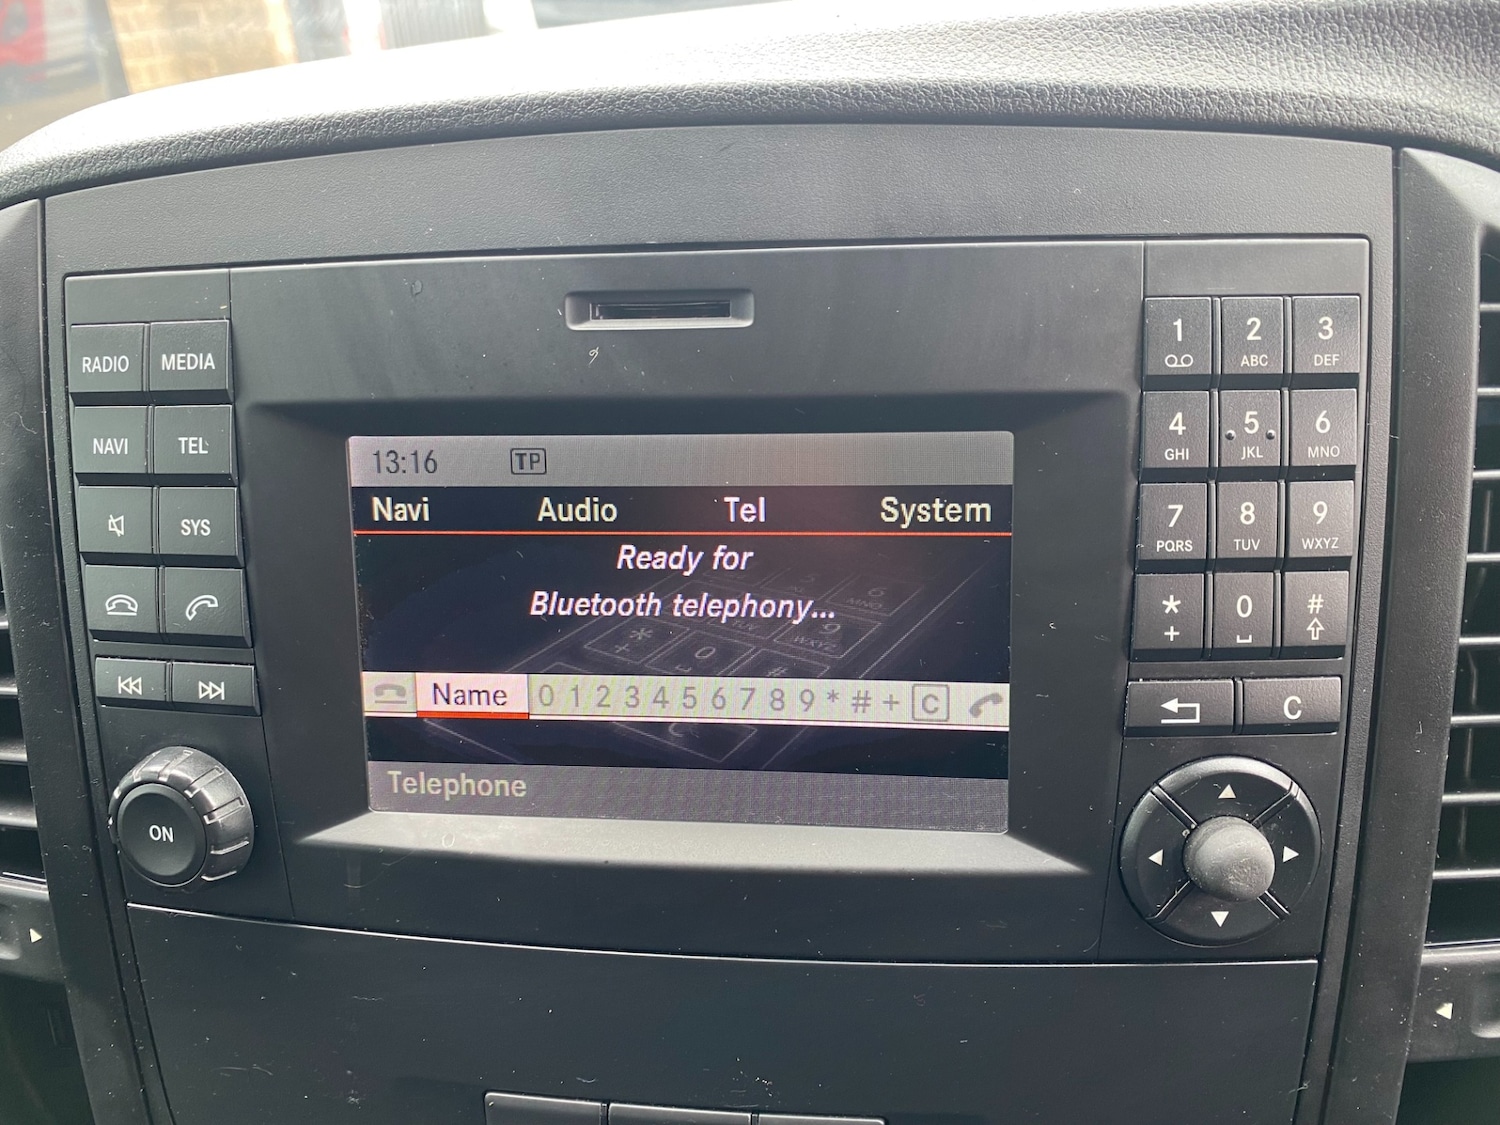 RADIO MEDIA
NAVI TEL
SYS
ON
13:16 TP
Navi Audio Tel System
Ready for
Bluetooth telephony...
Name 0 1 2 3 4 5 6 7 8 9 * # + C
Telephone
1 2 ABC 3 DEF
4 GHI 5 JKL 6 MNO
7 PQRS 8 TUV 9 WXYZ
* + 0 #
C